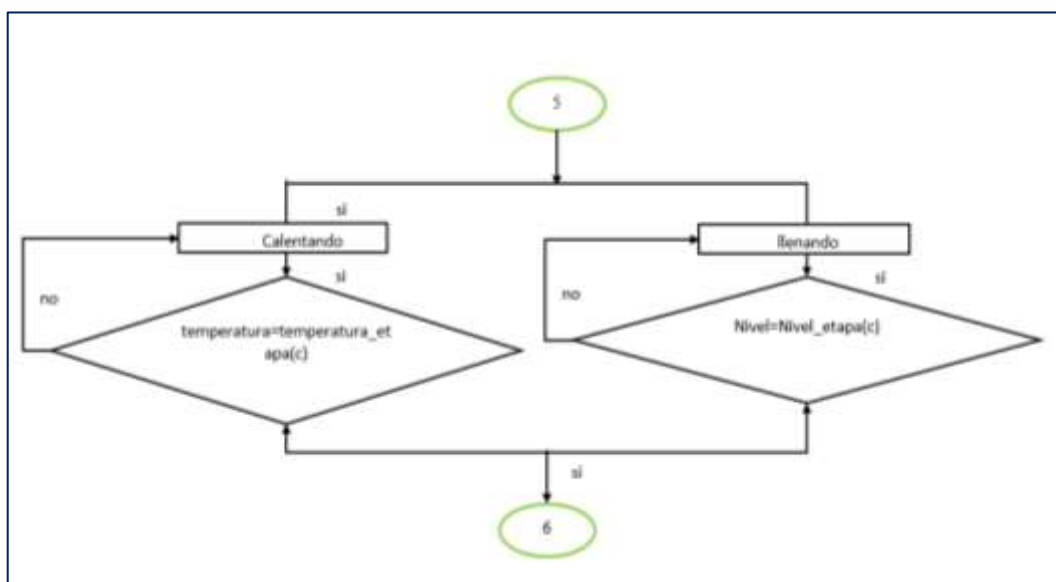 5
si
Calentando
llenando
si
si
no
no
temperatura=temperatura_et
apa(c)
Nivel=Nivel_etapa(c)
si
6